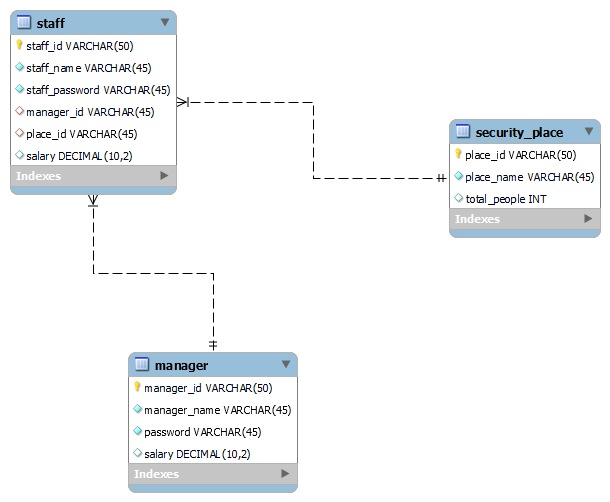 staff
staff_id VARCHAR(50)
staff_name VARCHAR(45)
staff_password VARCHAR(45)
manager_id VARCHAR(45)
place_id VARCHAR(45)
salary DECIMAL(10,2)
Indexes
security_place
place_id VARCHAR(50)
place_name VARCHAR(45)
total_people INT
Indexes
manager
manager_id VARCHAR(50)
manager_name VARCHAR(45)
password VARCHAR(45)
salary DECIMAL(10,2)
Indexes